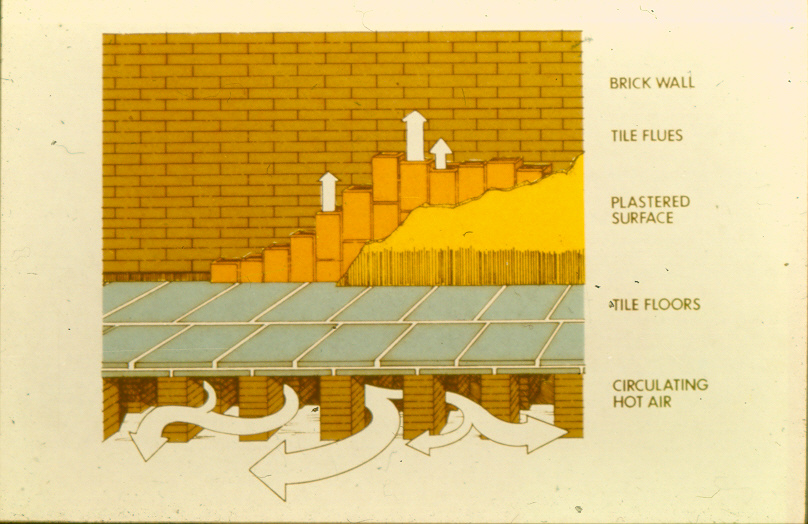 BRICK WALL
TILE FLUES
PLASTERED
SURFACE
TILE FLOORS
CIRCULATING
HOT AIR